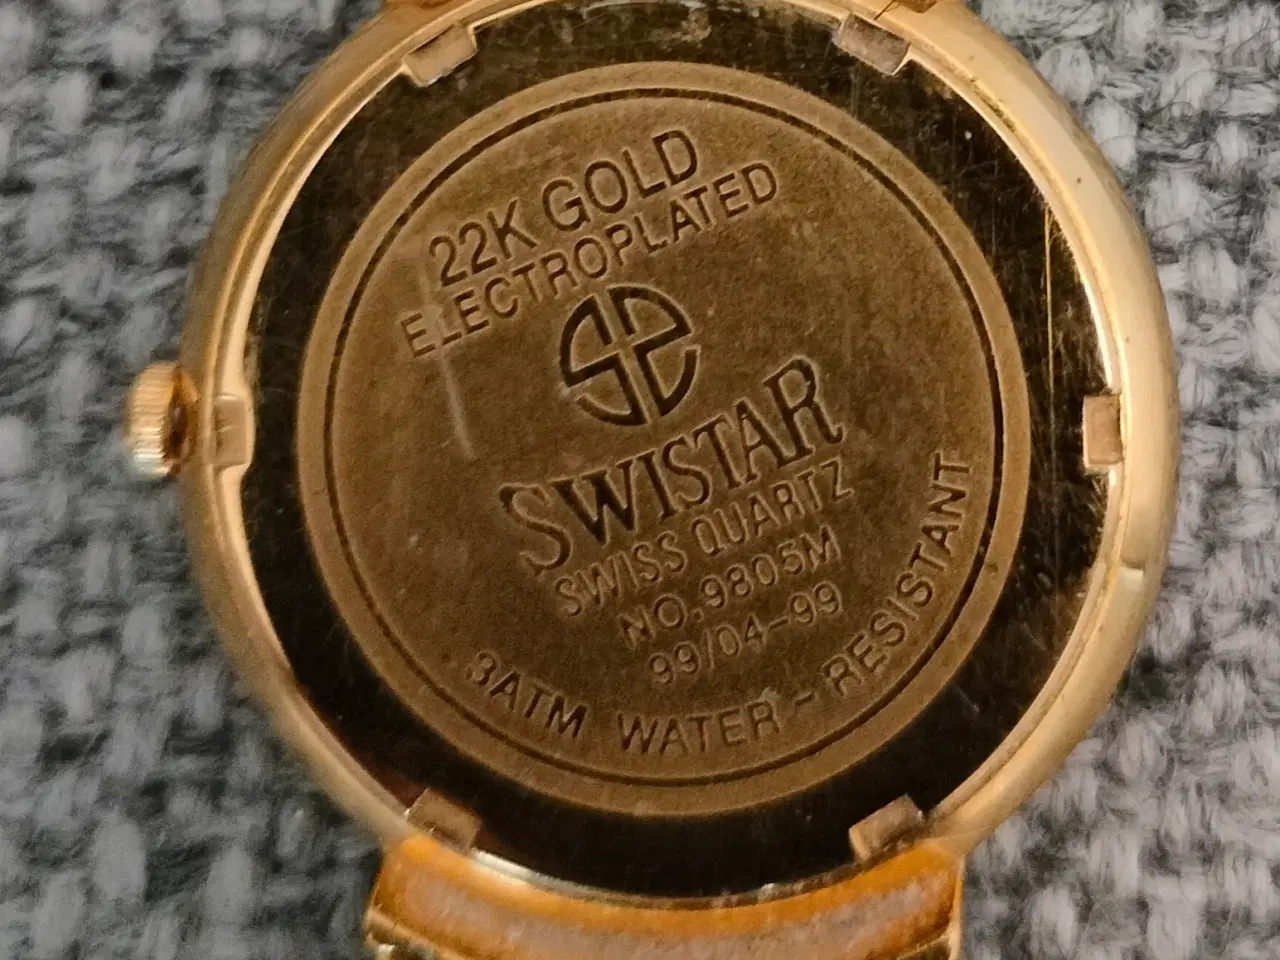 22K GOLD
ELECTROPLATED
SWISTAR
SWISS QUARTZ
NO.9805M
99/04-99
3ATM WATER-RESISTANT